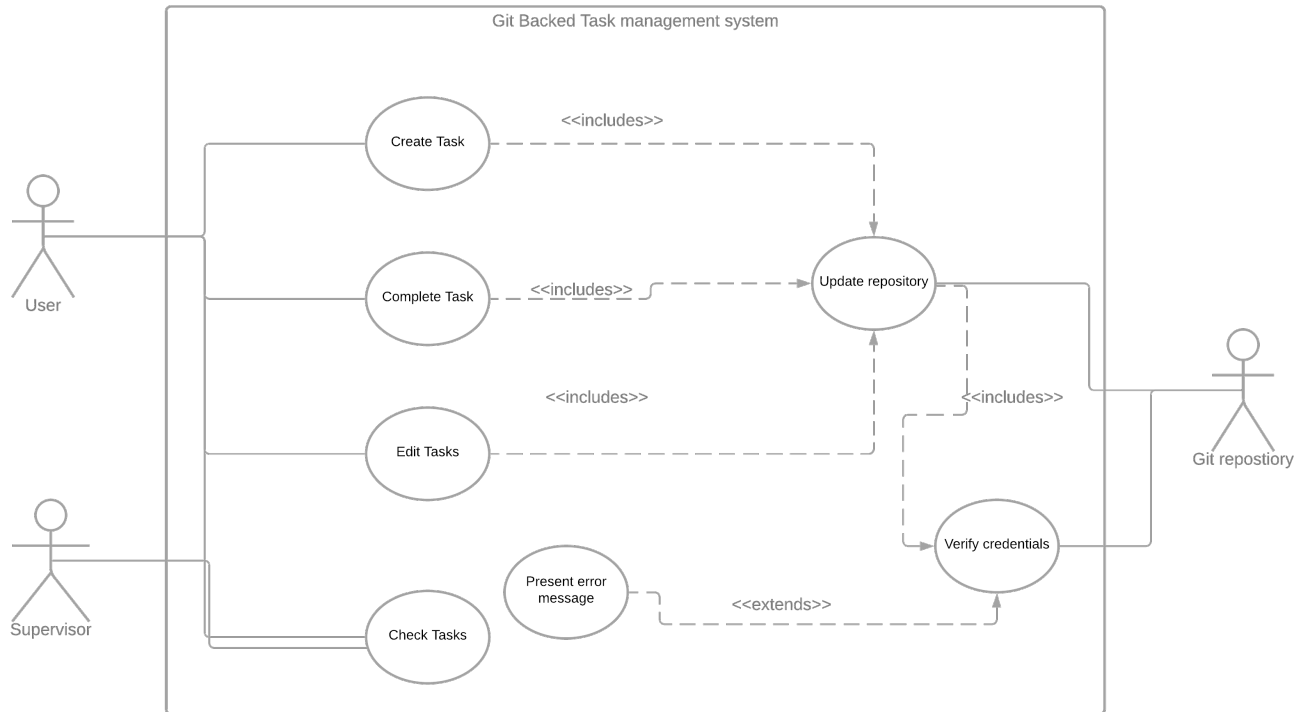 Git Backed Task management system
<<includes>>
Create Task
User
Complete Task
<<includes>>
Update repository
<<includes>>
<<includes>>
Edit Tasks
Git repostiory
Supervisor
Verify credentials
Present error
message
<<extends>>
Check Tasks